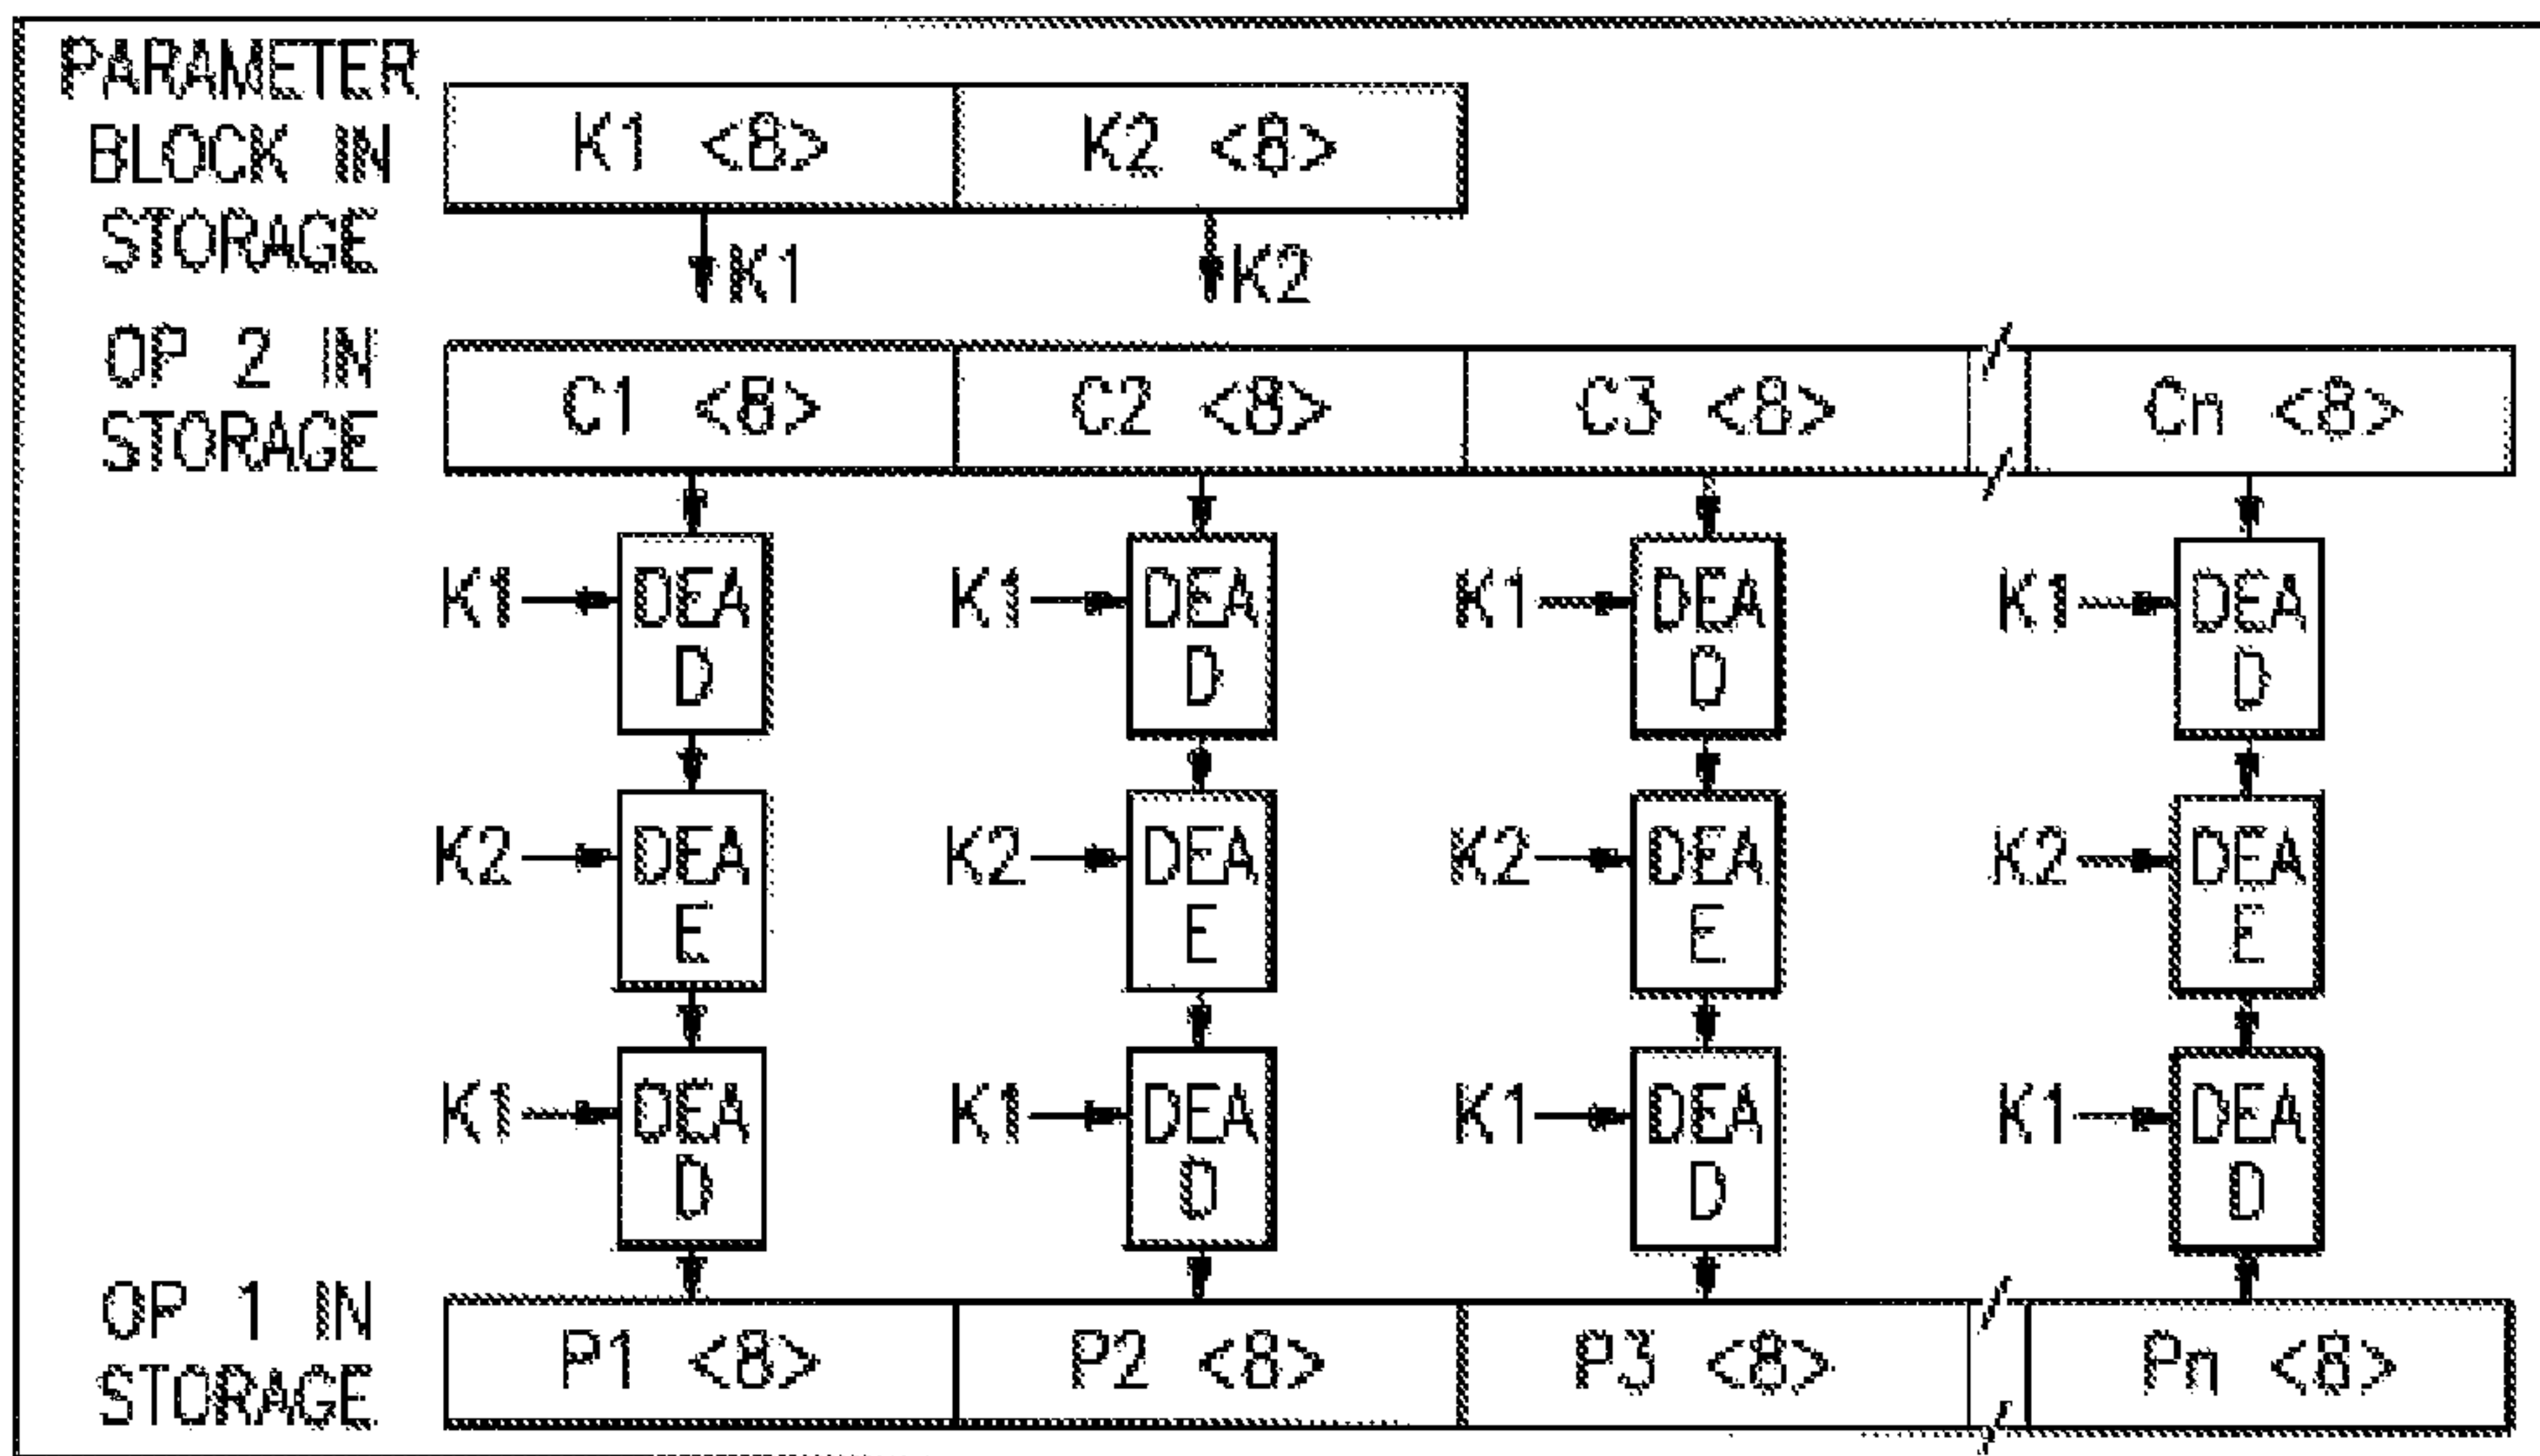 PARAMETER
BLOCK IN
STORAGE
K1 <8> K2 <8>
K1 K2
OP 2 IN
STORAGE
C1 <8> C2 <8> C3 <8> Cn <8>
K1 DEA K1 DEA K1 DEA K1 DEA
D D D D
K2 DEA K2 DEA K2 DEA K2 DEA
E E E E
K1 DEA K1 DEA K1 DEA K1 DEA
D D D D
OP 1 IN
STORAGE
P1 <8> P2 <8> P3 <8> Pn <8>